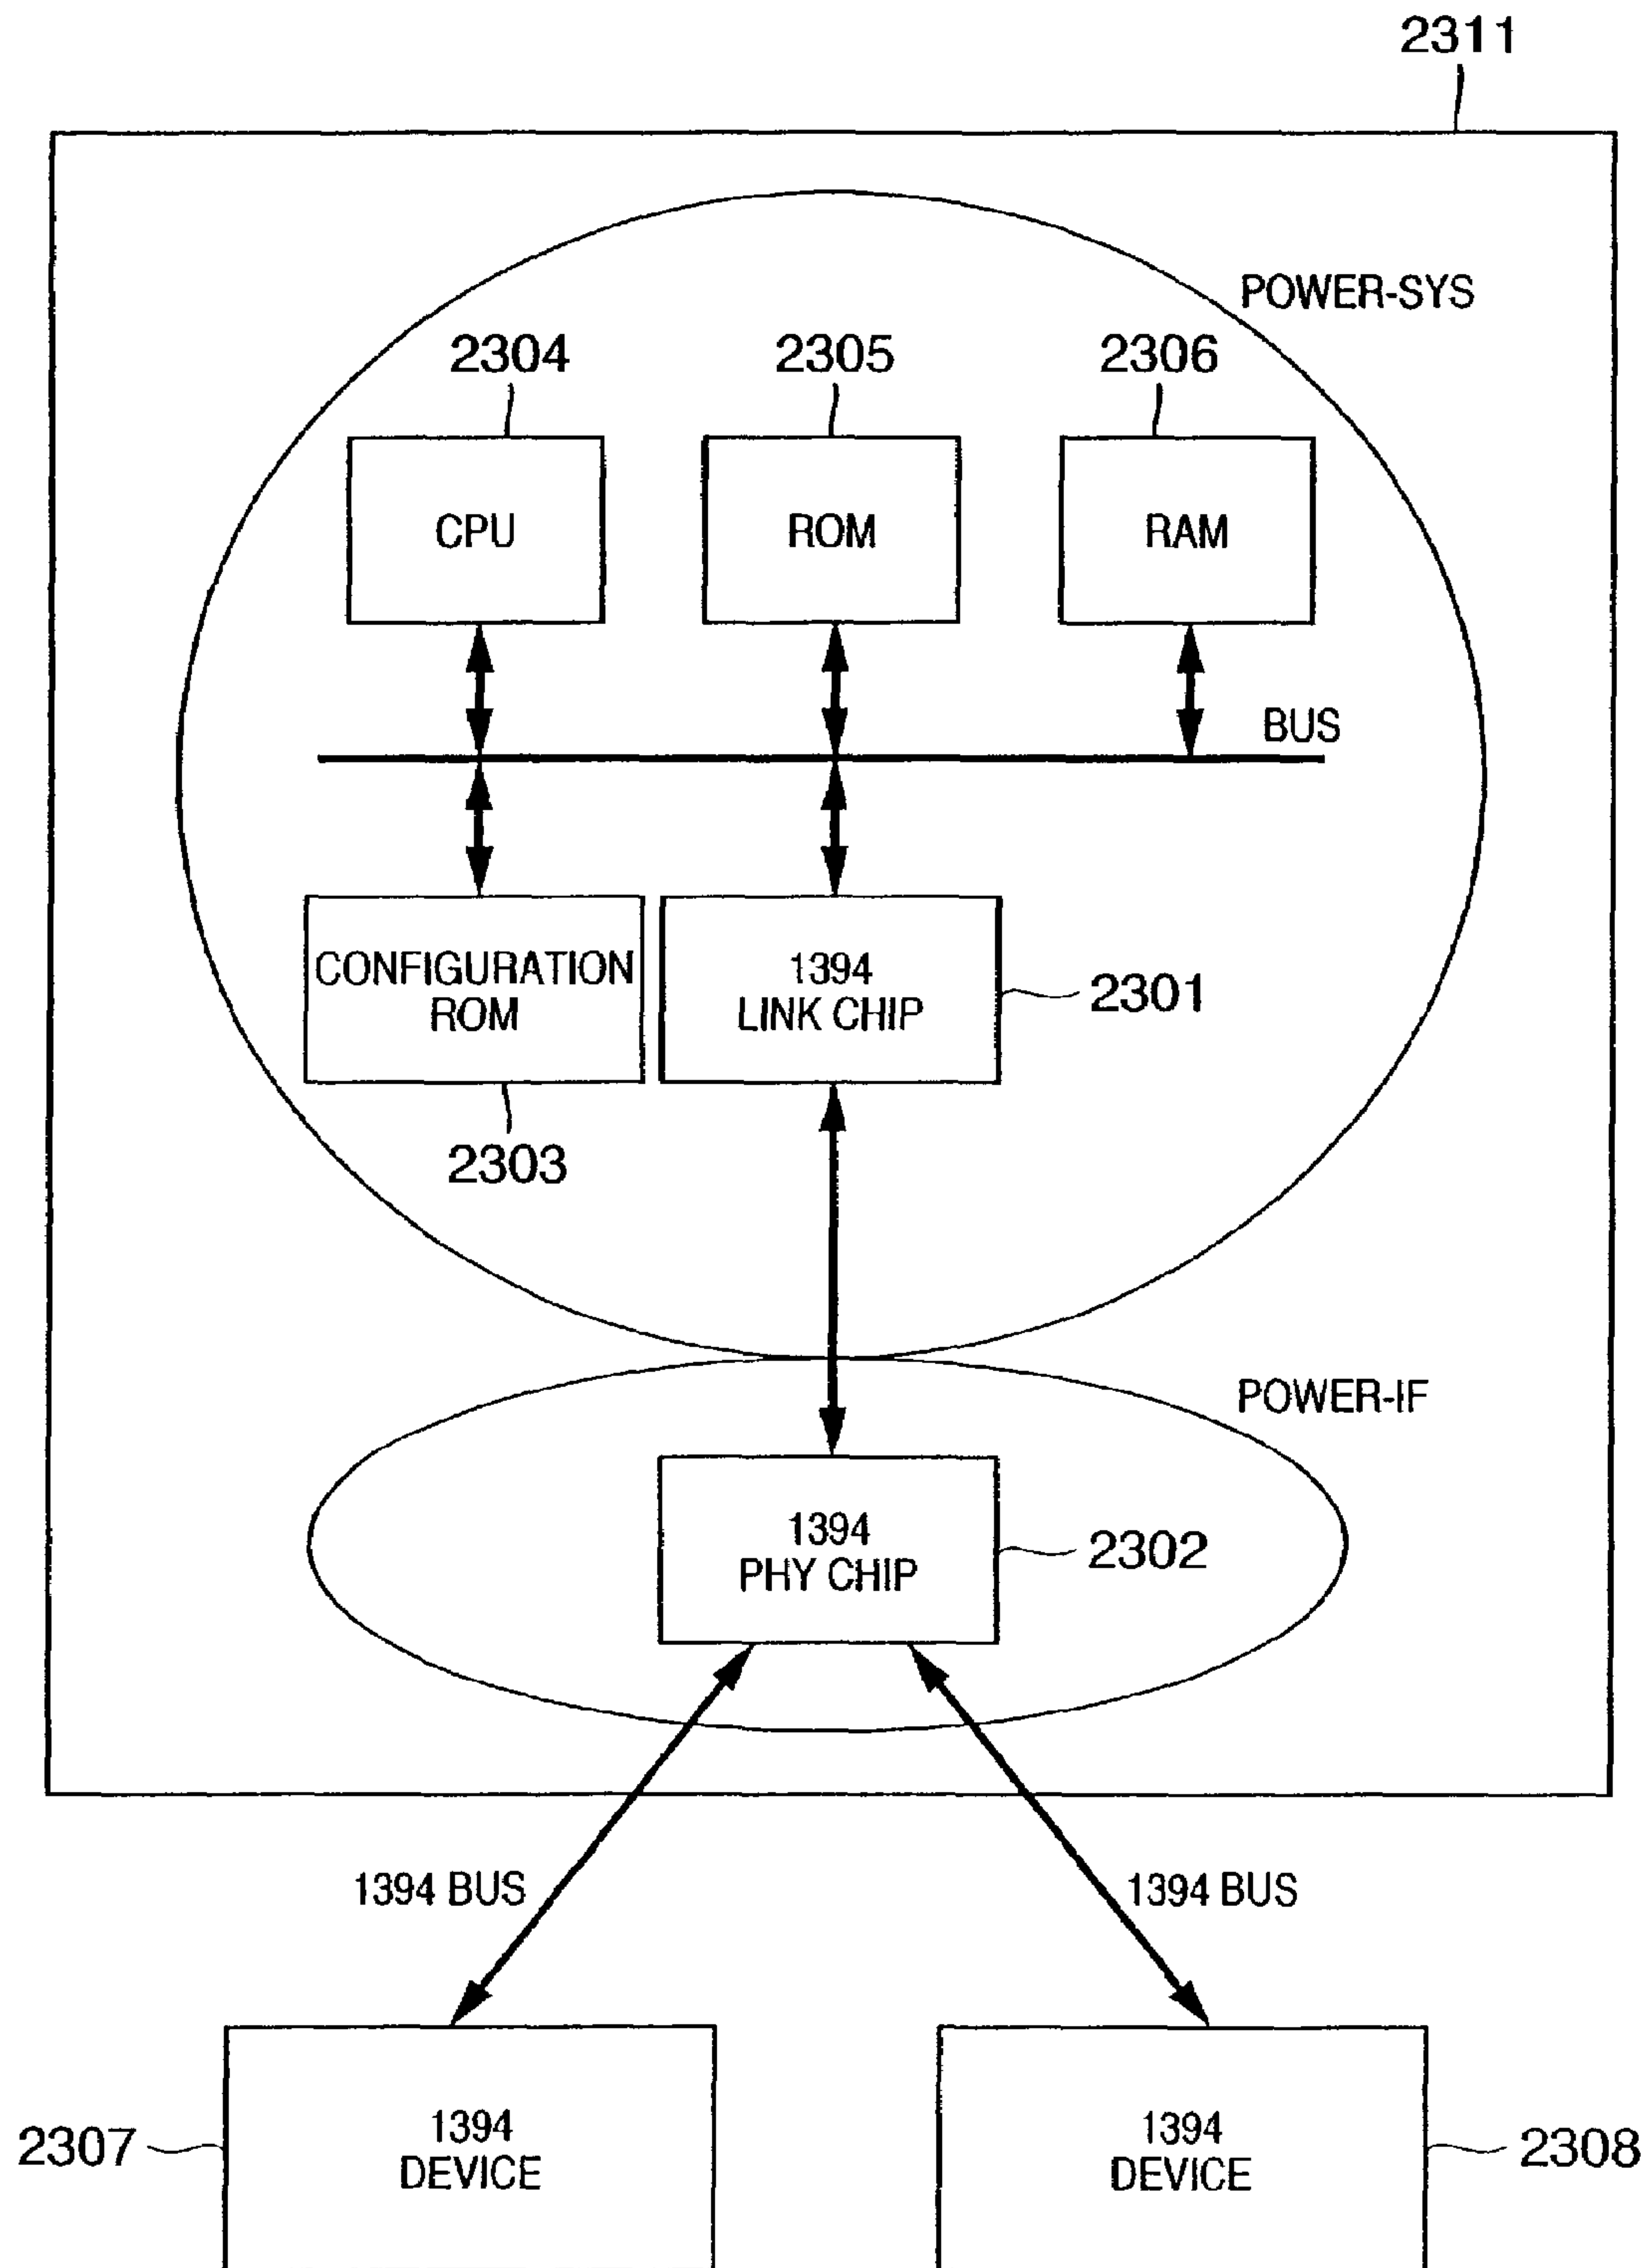 2311
POWER-SYS
2304
2305
2306
CPU
ROM
RAM
BUS
CONFIGURATION
ROM
1394
LINK CHIP
2301
2303
POWER-IF
1394
PHY CHIP
2302
1394 BUS
1394 BUS
2307
1394
DEVICE
1394
DEVICE
2308